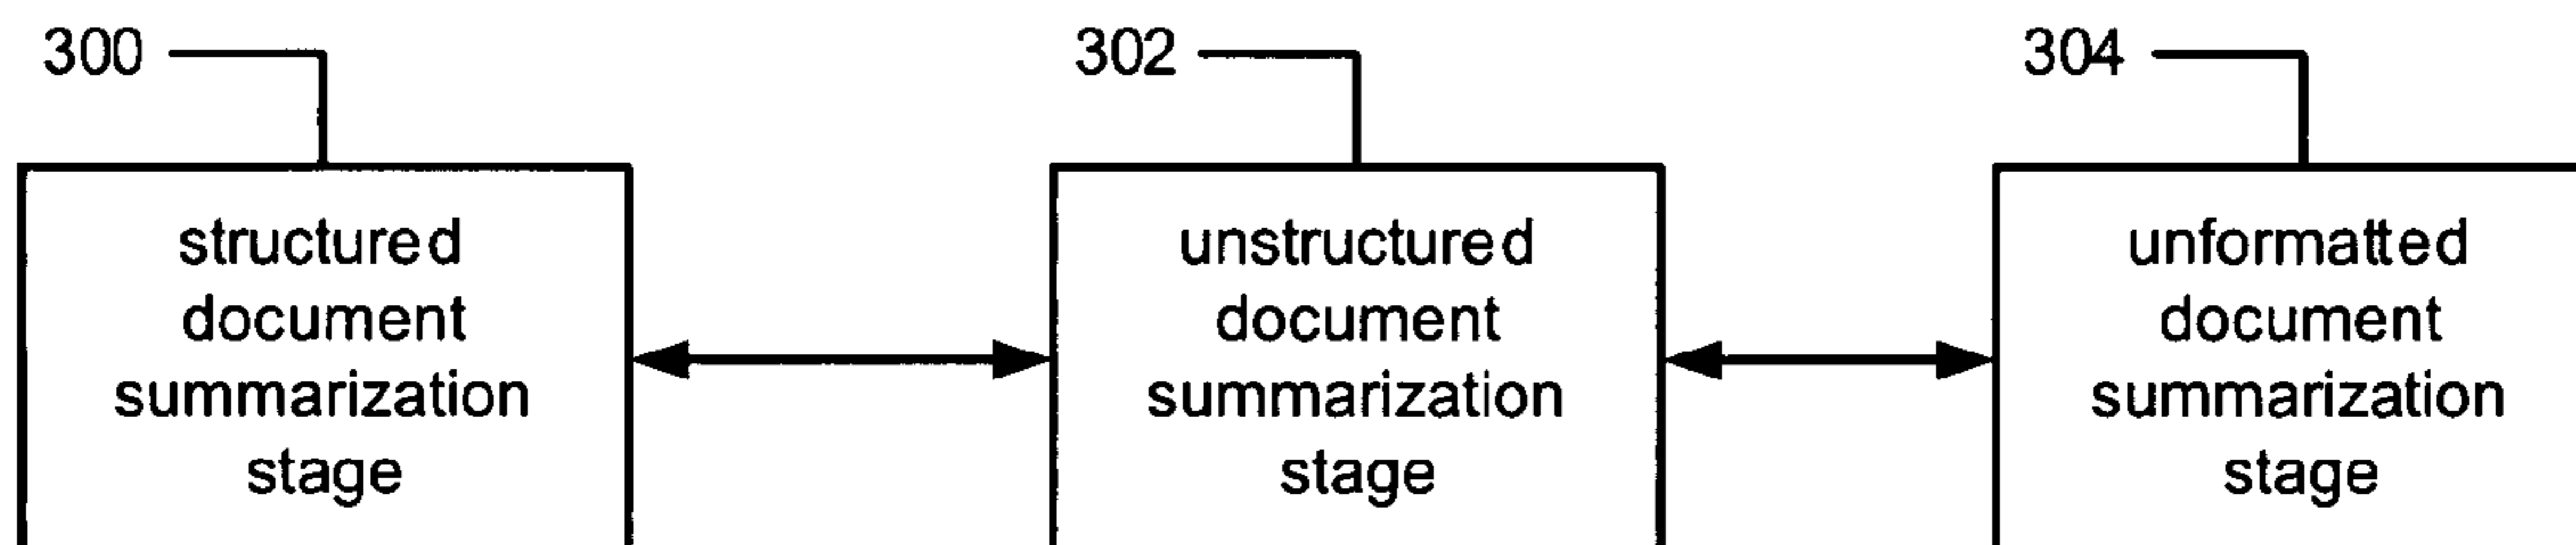 300
302
304
structured
document
summarization
stage
unstructured
document
summarization
stage
unformatted
document
summarization
stage